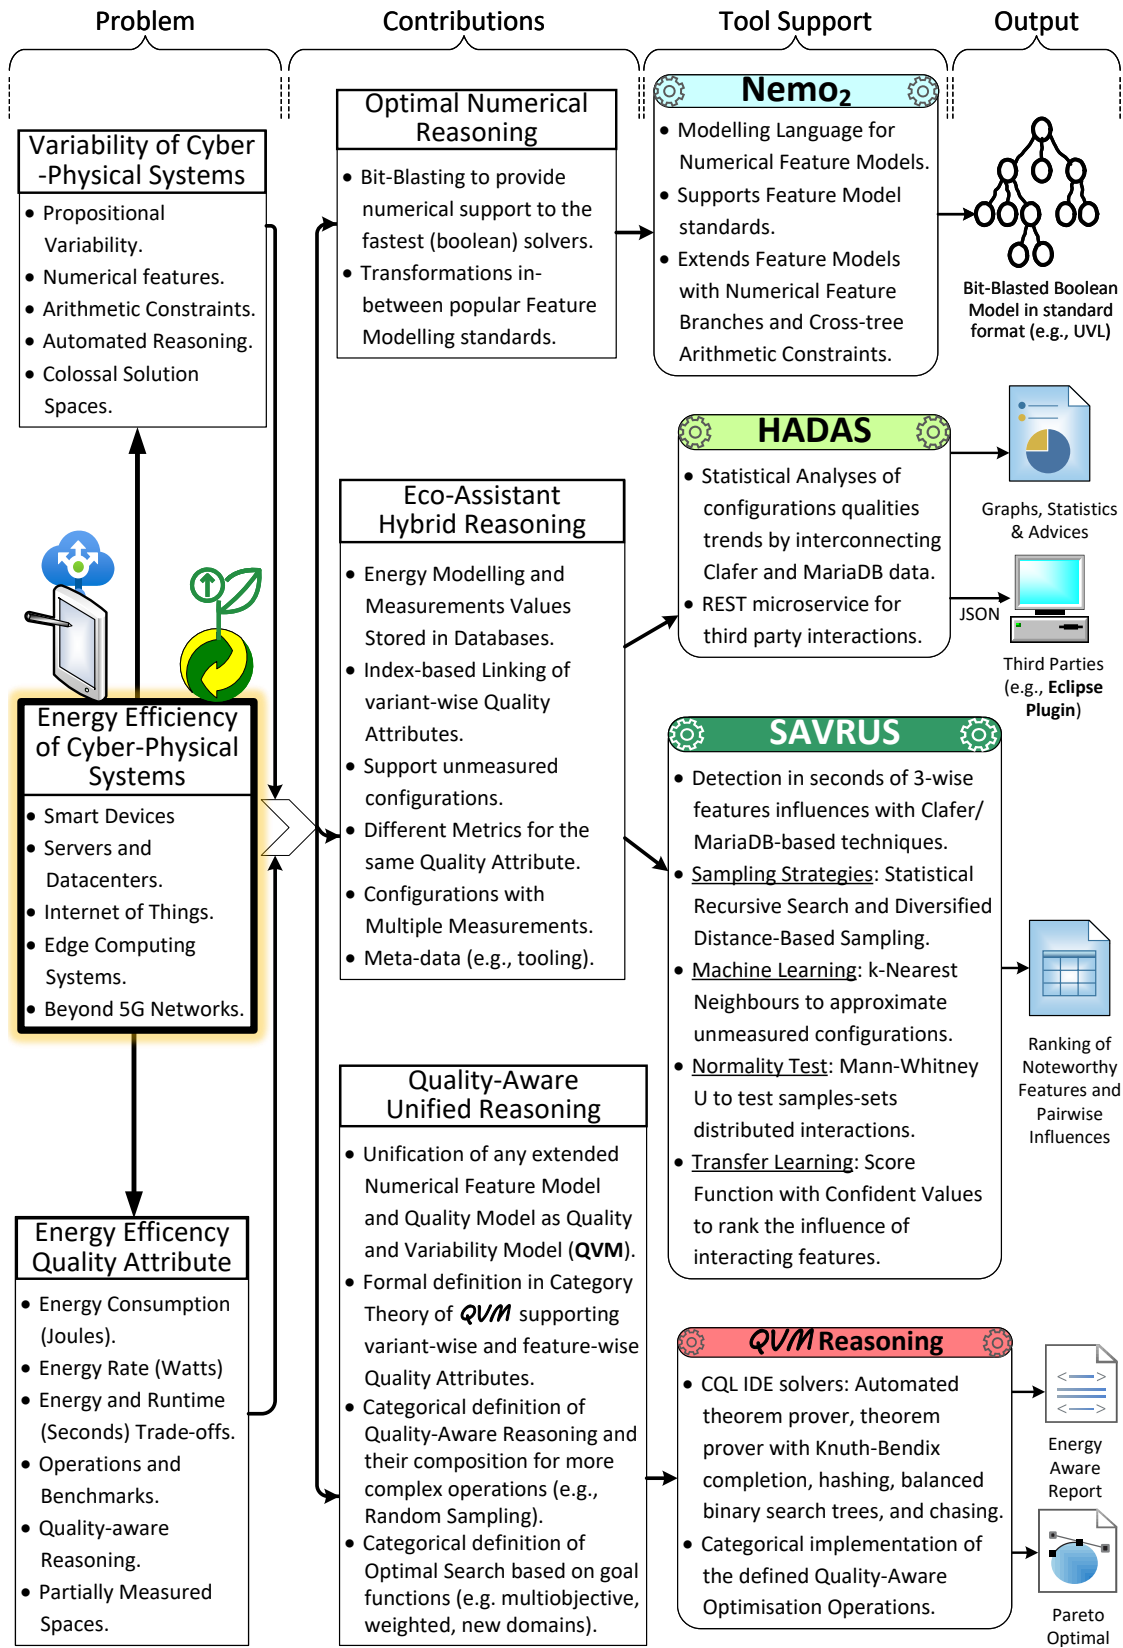 Problem
Contributions
Tool Support
Output
Variability of Cyber
-Physical Systems
• Propositional
Variability.
• Numerical features.
• Arithmetic Constraints.
• Automated Reasoning.
• Colossal Solution
Spaces.
Energy Efficiency
of Cyber-Physical
Systems
• Smart Devices
• Servers and
Datacenters.
• Internet of Things.
• Edge Computing
Systems.
• Beyond 5G Networks.
Energy Efficency
Quality Attribute
• Energy Consumption
(Joules).
• Energy Rate (Watts)
• Energy and Runtime
(Seconds) Trade-offs.
• Operations and
Benchmarks.
• Quality-aware
Reasoning.
• Partially Measured
Spaces.
Optimal Numerical
Reasoning
• Bit-Blasting to provide
numerical support to the
fastest (boolean) solvers.
• Transformations in-
between popular Feature
Modelling standards.
Eco-Assistant
Hybrid Reasoning
• Energy Modelling and
Measurements Values
Stored in Databases.
• Index-based Linking of
variant-wise Quality
Attributes.
• Support unmeasured
configurations.
• Different Metrics for the
same Quality Attribute.
• Configurations with
Multiple Measurements.
• Meta-data (e.g., tooling).
Quality-Aware
Unified Reasoning
• Unification of any extended
Numerical Feature Model
and Quality Model as Quality
and Variability Model (QVM).
• Formal definition in Category
Theory of QVM supporting
variant-wise and feature-wise
Quality Attributes.
• Categorical definition of
Quality-Aware Reasoning and
their composition for more
complex operations (e.g.,
Random Sampling).
• Categorical definition of
Optimal Search based on goal
functions (e.g. multiobjective,
weighted, new domains).
Nemo₂
• Modelling Language for
Numerical Feature Models.
• Supports Feature Model
standards.
• Extends Feature Models
with Numerical Feature
Branches and Cross-tree
Arithmetic Constraints.
HADAS
• Statistical Analyses of
configurations qualities
trends by interconnecting
Clafer and MariaDB data.
• REST microservice for
third party interactions.
SAVRUS
• Detection in seconds of 3-wise
features influences with Clafer/
MariaDB-based techniques.
• Sampling Strategies: Statistical
Recursive Search and Diversified
Distance-Based Sampling.
• Machine Learning: k-Nearest
Neighbours to approximate
unmeasured configurations.
• Normality Test: Mann-Whitney
U to test samples-sets
distributed interactions.
• Transfer Learning: Score
Function with Confident Values
to rank the influence of
interacting features.
QVM Reasoning
• CQL IDE solvers: Automated
theorem prover, theorem
prover with Knuth-Bendix
completion, hashing, balanced
binary search trees, and chasing.
• Categorical implementation of
the defined Quality-Aware
Optimisation Operations.
Bit-Blasted Boolean
Model in standard
format (e.g., UVL)
Graphs, Statistics
& Advices
JSON
Third Parties
(e.g., Eclipse
Plugin)
Ranking of
Noteworthy
Features and
Pairwise
Influences
Energy
Aware
Report
Pareto
Optimal